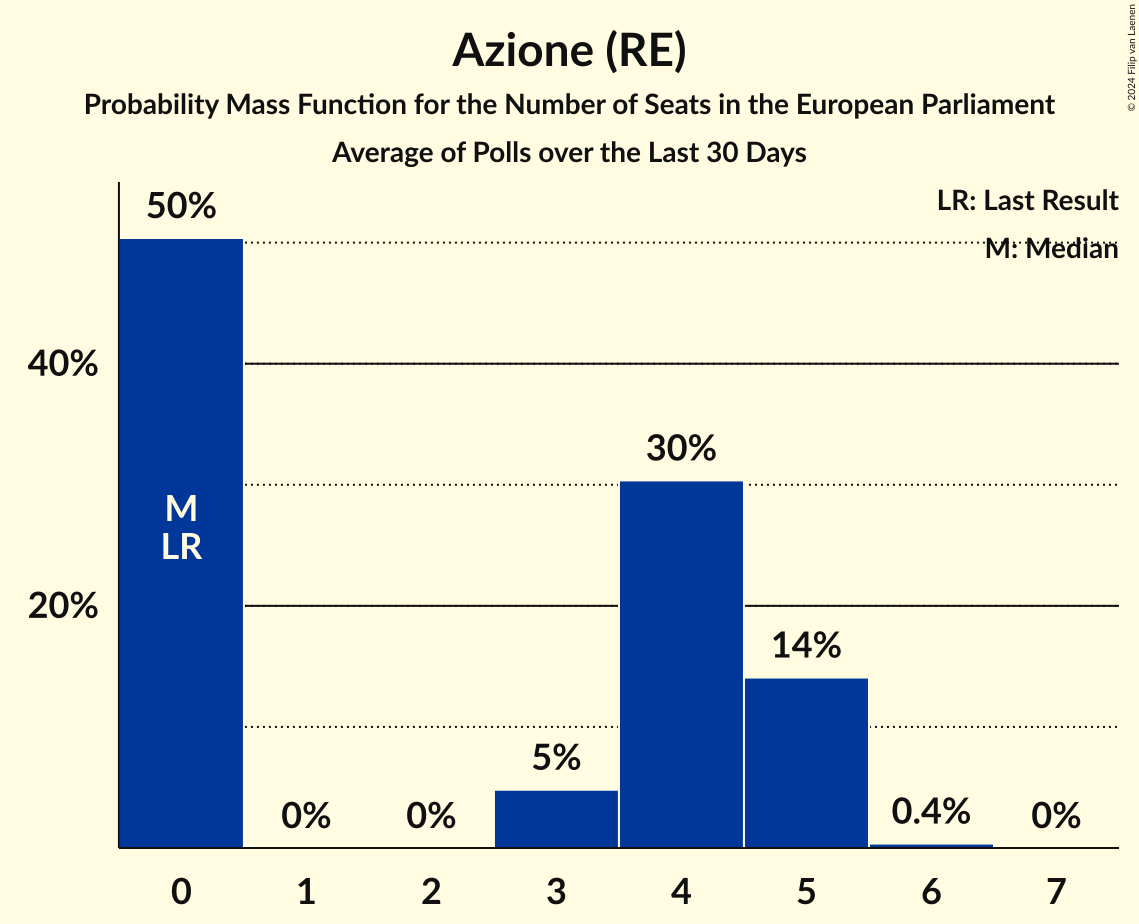 Azione (RE)
Probability Mass Function for the Number of Seats in the European Parliament
Average of Polls over the Last 30 Days
© 2024 Filip van Laenen
LR: Last Result
M: Median
50%
40%
30%
20%
14%
5%
0%
0%
0.4%
0%
M
LR
0
1
2
3
4
5
6
7